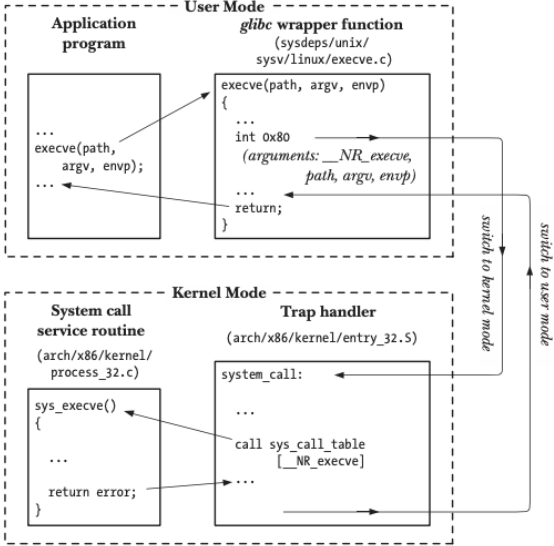 User Mode
Application
program
glibc wrapper function
(sysdeps/unix/
sysv/linux/execve.c)
...
execve(path,
argv, envp);
...
execve(path, argv, envp)
{
...
int 0x80
(arguments: __NR_execve,
path, argv, envp)
...
return;
}
switch to kernel mode
switch to user mode
Kernel Mode
System call
service routine
(arch/x86/kernel/
process_32.c)
Trap handler
(arch/x86/kernel/entry_32.S)
sys_execve()
{
...
return error;
}
system_call:
...
call sys_call_table
[__NR_execve]
...